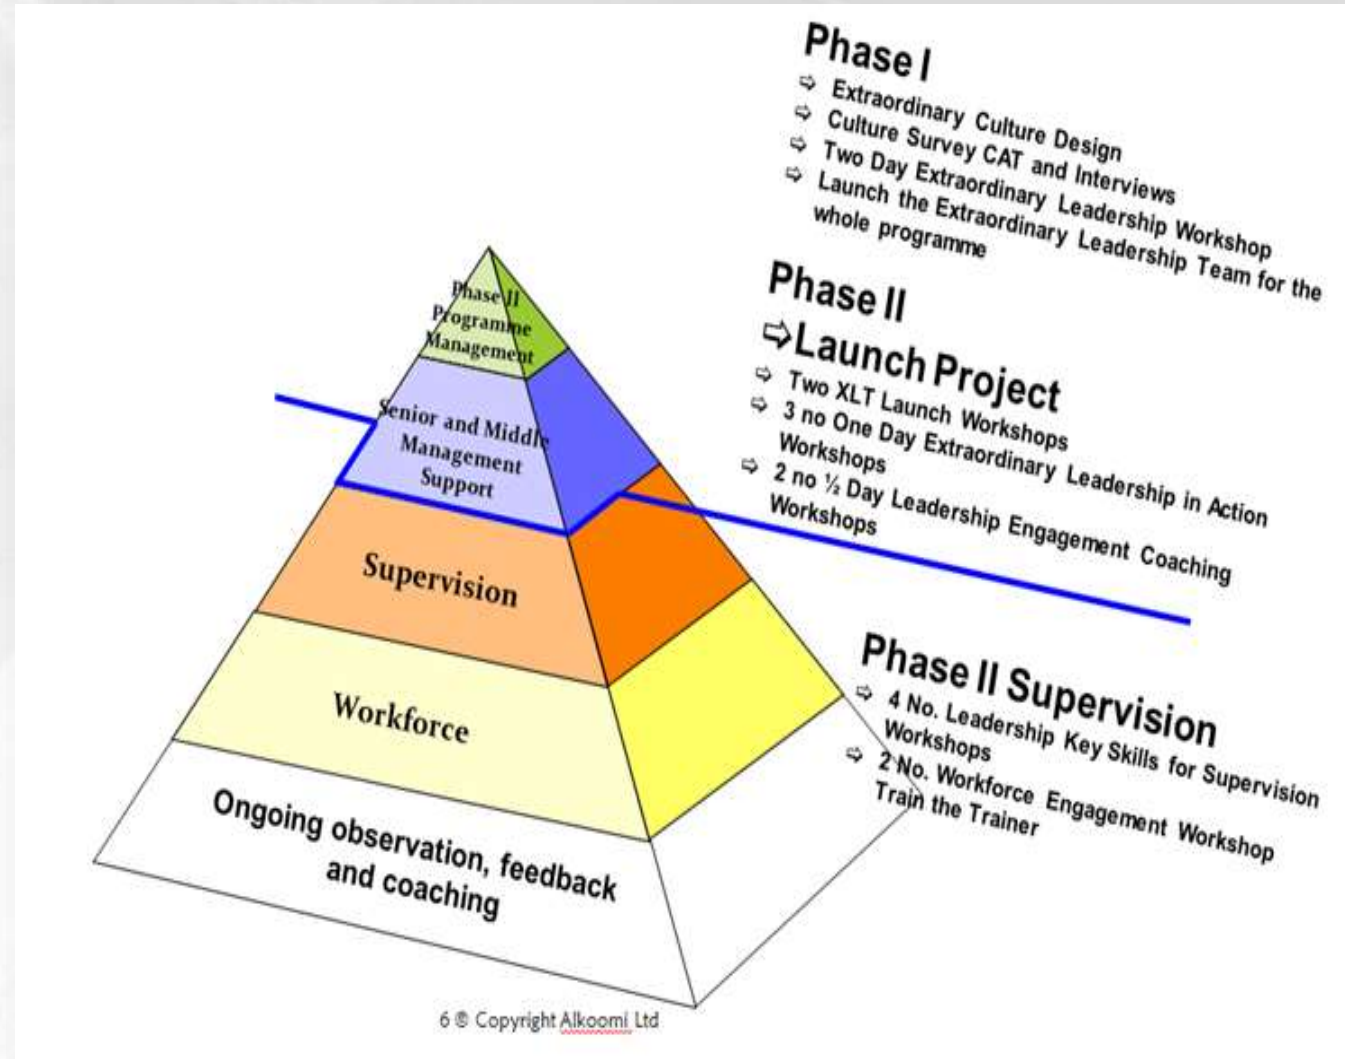 Phase I
⇨ Extraordinary Culture Design
⇨ Culture Survey CAT and Interviews
⇨ Two Day Extraordinary Leadership Workshop
⇨ Launch the Extraordinary Leadership Team for the
whole programme
Phase II
⇨Launch Project
⇨ Two XLT Launch Workshops
⇨ 3 no One Day Extraordinary Leadership in Action
Workshops
⇨ 2 no ½ Day Leadership Engagement Coaching
Workshops
Phase II Supervision
⇨ 4 No. Leadership Key Skills for Supervision
Workshops
⇨ 2 No. Workforce Engagement Workshop
Train the Trainer
Phase II
Programme
Management
Senior and Middle
Management
Support
Supervision
Workforce
Ongoing observation, feedback
and coaching
6 ® Copyright Alkoomi Ltd